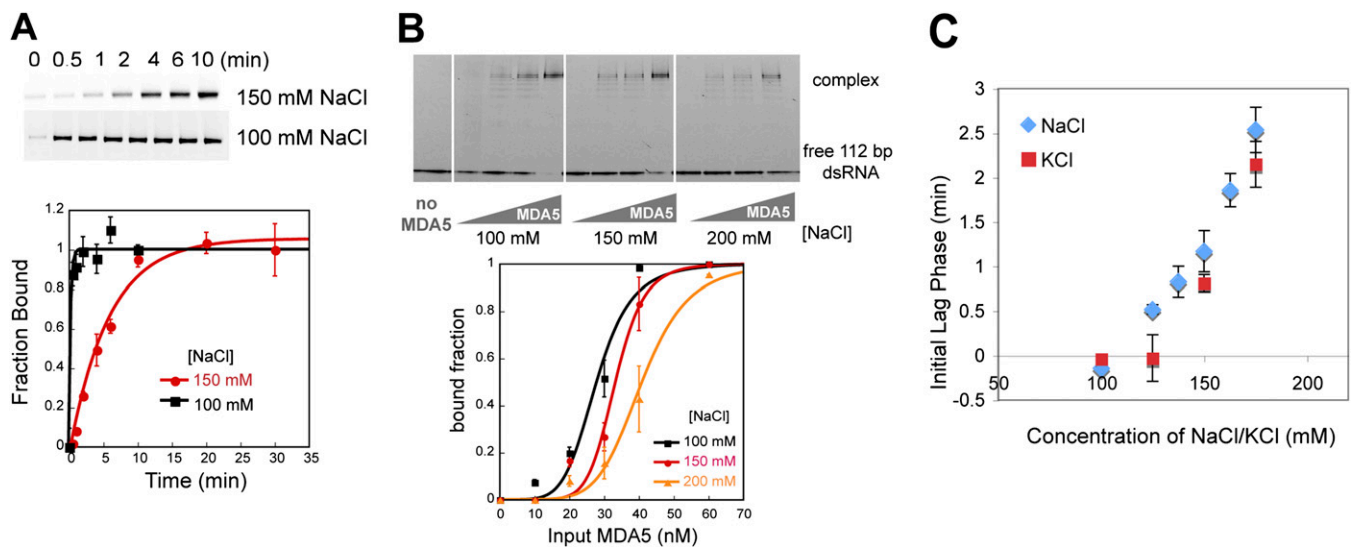 A
0 0.5 1 2 4 6 10 (min)
150 mM NaCl
100 mM NaCl
1.2
1
0.8
0.6
0.4
0.2
0
Fraction Bound
[NaCl]
150 mM
100 mM
0 5 10 15 20 25 30 35
Time (min)
B
complex
free 112 bp
dsRNA
no
MDA5
MDA5 MDA5 MDA5
100 mM 150 mM 200 mM [NaCl]
1
0.8
0.6
0.4
0.2
0
bound fraction
[NaCl]
100 mM
150 mM
200 mM
0 10 20 30 40 50 60 70
Input MDA5 (nM)
C
3
2.5
2
1.5
1
0.5
0
-0.5
Initial Lag Phase (min)
NaCl
KCl
50 100 150 200
Concentration of NaCl/KCl (mM)